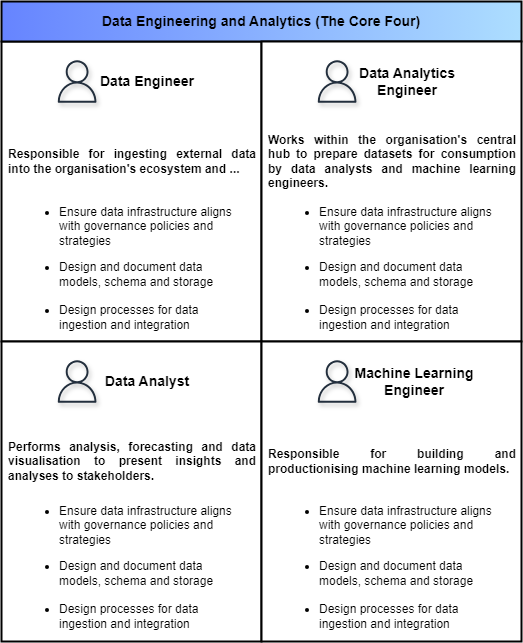 Data Engineering and Analytics (The Core Four)
Data Engineer
Responsible for ingesting external data
into the organisation's ecosystem and ...
• Ensure data infrastructure aligns
with governance policies and
strategies
• Design and document data
models, schema and storage
• Design processes for data
ingestion and integration
Data Analytics
Engineer
Works within the organisation's central
hub to prepare datasets for consumption
by data analysts and machine learning
engineers.
• Ensure data infrastructure aligns
with governance policies and
strategies
• Design and document data
models, schema and storage
• Design processes for data
ingestion and integration
Data Analyst
Performs analysis, forecasting and data
visualisation to present insights and
analyses to stakeholders.
• Ensure data infrastructure aligns
with governance policies and
strategies
• Design and document data
models, schema and storage
• Design processes for data
ingestion and integration
Machine Learning
Engineer
Responsible for building and
productionising machine learning models.
• Ensure data infrastructure aligns
with governance policies and
strategies
• Design and document data
models, schema and storage
• Design processes for data
ingestion and integration